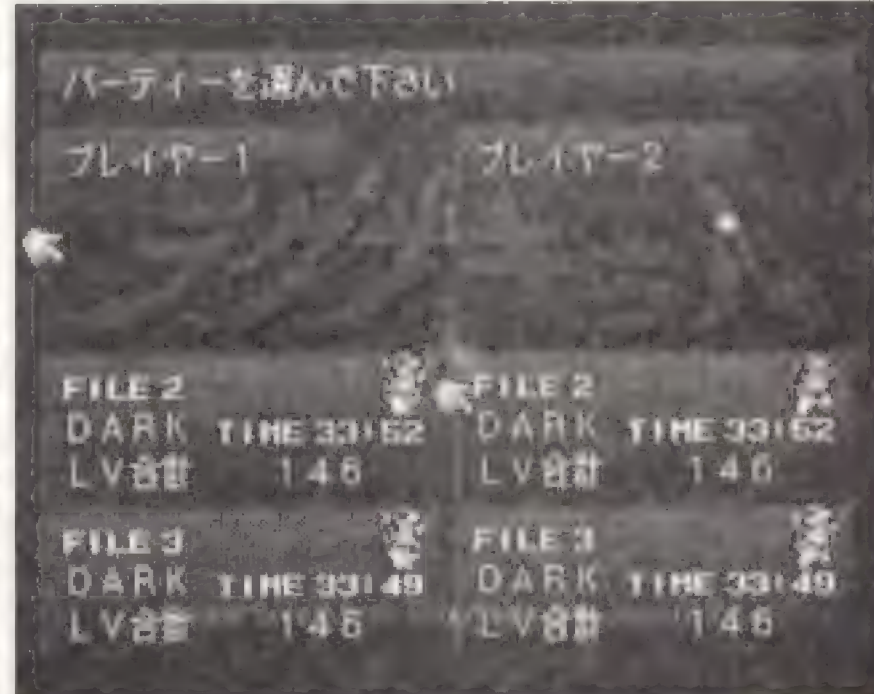 パーティーを選んで下さい
プレイヤー1 プレイヤー2
FILE 2 FILE 2
DARK TIME 33:52 DARK TIME 33:52
LV合計 146 LV合計 146
FILE 3 FILE 3
DARK TIME 33:49 DARK TIME 33:49
LV合計 146 LV合計 146